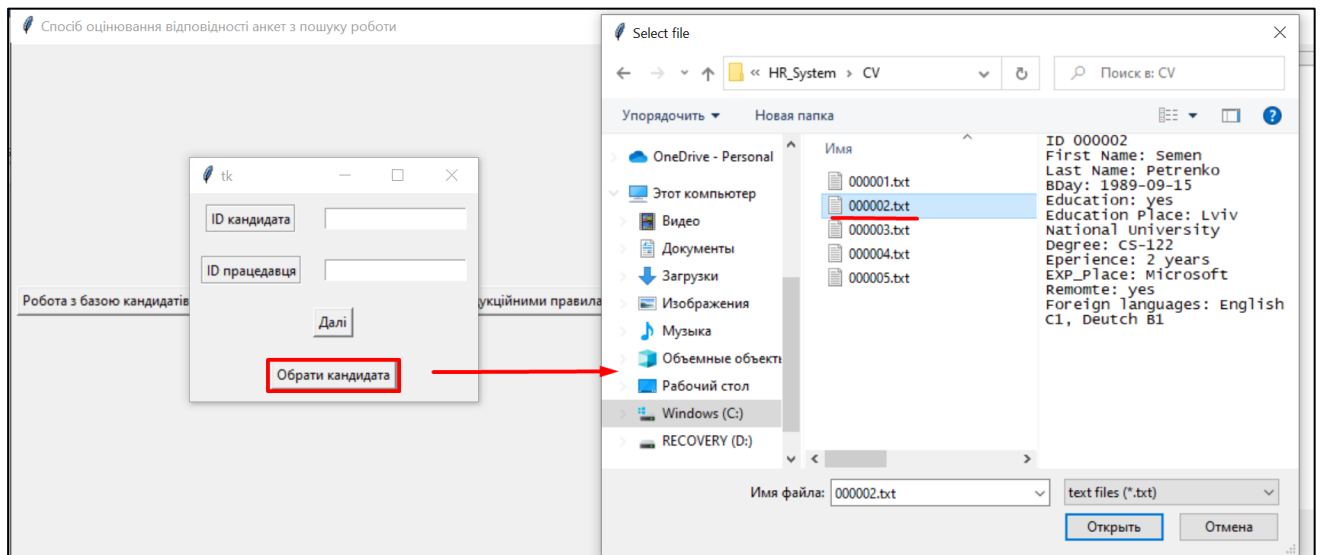 Спосіб оцінювання відповідності анкет з пошуку роботи
tk
ID кандидата
ID працедавця
Далі
Обрати кандидата
Робота з базою кандидатів
укційними правила
Select file
« HR_System › CV
Поиск в: CV
Упорядочить
Новая папка
OneDrive - Personal
Этот компьютер
Видео
Документы
Загрузки
Изображения
Музыка
Объемные объекты
Рабочий стол
Windows (C:)
RECOVERY (D:)
Имя
000001.txt
000002.txt
000003.txt
000004.txt
000005.txt
ID 000002
First Name: Semen
Last Name: Petrenko
BDay: 1989-09-15
Education: yes
Education Place: Lviv
National University
Degree: CS-122
Eperience: 2 years
EXP_Place: Microsoft
Remomte: yes
Foreign languages: English
C1, Deutch B1
Имя файла:
000002.txt
text files (*.txt)
Открыть
Отмена